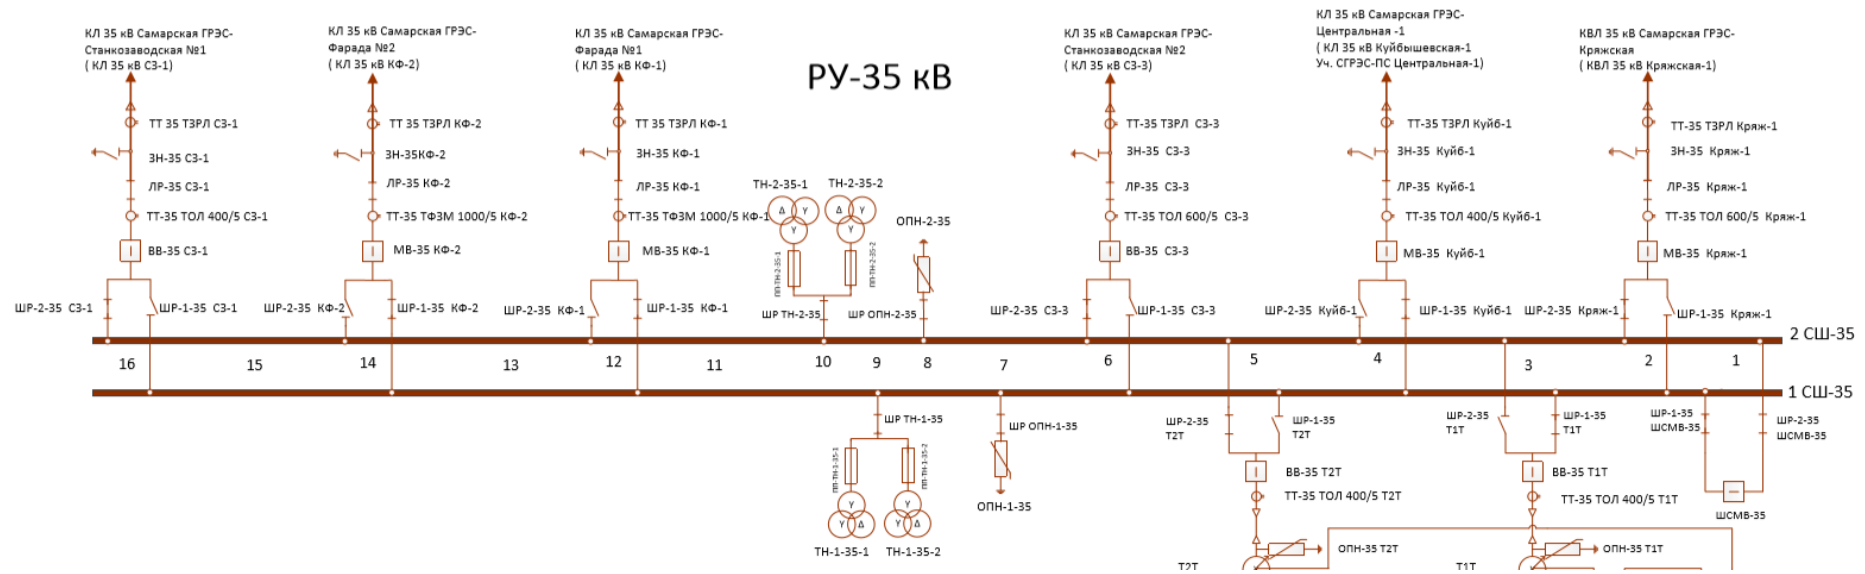 КЛ 35 кВ Самарская ГРЭС-
Станкозаводская №1
( КЛ 35 кВ СЗ-1)
КЛ 35 кВ Самарская ГРЭС-
Фарада №2
( КЛ 35 кВ КФ-2)
КЛ 35 кВ Самарская ГРЭС-
Фарада №1
( КЛ 35 кВ КФ-1)
РУ-35 кВ
КЛ 35 кВ Самарская ГРЭС-
Станкозаводская №2
( КЛ 35 кВ СЗ-3)
КЛ 35 кВ Самарская ГРЭС-
Центральная -1
( КЛ 35 кВ Куйбышевская-1
Уч. СГРЭС-ПС Центральная-1)
КВЛ 35 кВ Самарская ГРЭС-
Кряжская
( КВЛ 35 кВ Кряжская-1)
ТТ 35 ТЗРЛ СЗ-1
ТТ 35 ТЗРЛ КФ-2
ТТ 35 ТЗРЛ КФ-1
ТТ-35 ТЗРЛ СЗ-3
ТТ-35 ТЗРЛ Куйб-1
ТТ-35 ТЗРЛ Кряж-1
ЗН-35 СЗ-1
ЗН-35КФ-2
ЗН-35 КФ-1
ЗН-35 СЗ-3
ЗН-35 Куйб-1
ЗН-35 Кряж-1
ЛР-35 СЗ-1
ЛР-35 КФ-2
ЛР-35 КФ-1
ТН-2-35-1
ТН-2-35-2
ЛР-35 СЗ-3
ЛР-35 Куйб-1
ЛР-35 Кряж-1
ТТ-35 ТОЛ 400/5 СЗ-1
ТТ-35 ТФЗМ 1000/5 КФ-2
ТТ-35 ТФЗМ 1000/5 КФ-1
Δ Y
Y
Δ Y
Y
ОПН-2-35
ТТ-35 ТОЛ 600/5 СЗ-3
ТТ-35 ТОЛ 400/5 Куйб-1
ТТ-35 ТОЛ 600/5 Кряж-1
ВВ-35 СЗ-1
МВ-35 КФ-2
МВ-35 КФ-1
ПП-ТН-2-35-1
ПП-ТН-2-35-2
ВВ-35 СЗ-3
МВ-35 Куйб-1
МВ-35 Кряж-1
ШР-2-35 СЗ-1
ШР-1-35 СЗ-1
ШР-2-35 КФ-2
ШР-1-35 КФ-2
ШР-2-35 КФ-1
ШР-1-35 КФ-1
ШР ТН-2-35
ШР ОПН-2-35
ШР-2-35 СЗ-3
ШР-1-35 СЗ-3
ШР-2-35 Куйб-1
ШР-1-35 Куйб-1
ШР-2-35 Кряж-1
ШР-1-35 Кряж-1
2 СШ-35
16 15 14 13 12 11 10 9 8 7 6 5 4 3 2 1
1 СШ-35
ШР ТН-1-35
ШР ОПН-1-35
ШР-2-35
Т2Т
ШР-1-35
Т2Т
ШР-2-35
Т1Т
ШР-1-35
Т1Т
ШР-1-35
ШСМВ-35
ШР-2-35
ШСМВ-35
ПП-ТН-1-35-1
ПП-ТН-1-35-2
ВВ-35 Т2Т
ВВ-35 Т1Т
ТТ-35 ТОЛ 400/5 Т2Т
ТТ-35 ТОЛ 400/5 Т1Т
ШСМВ-35
Y
Y Δ
Y
Y Δ
ОПН-1-35
ТН-1-35-1
ТН-1-35-2
ОПН-35 Т2Т
ОПН-35 Т1Т
Т2Т
Т1Т